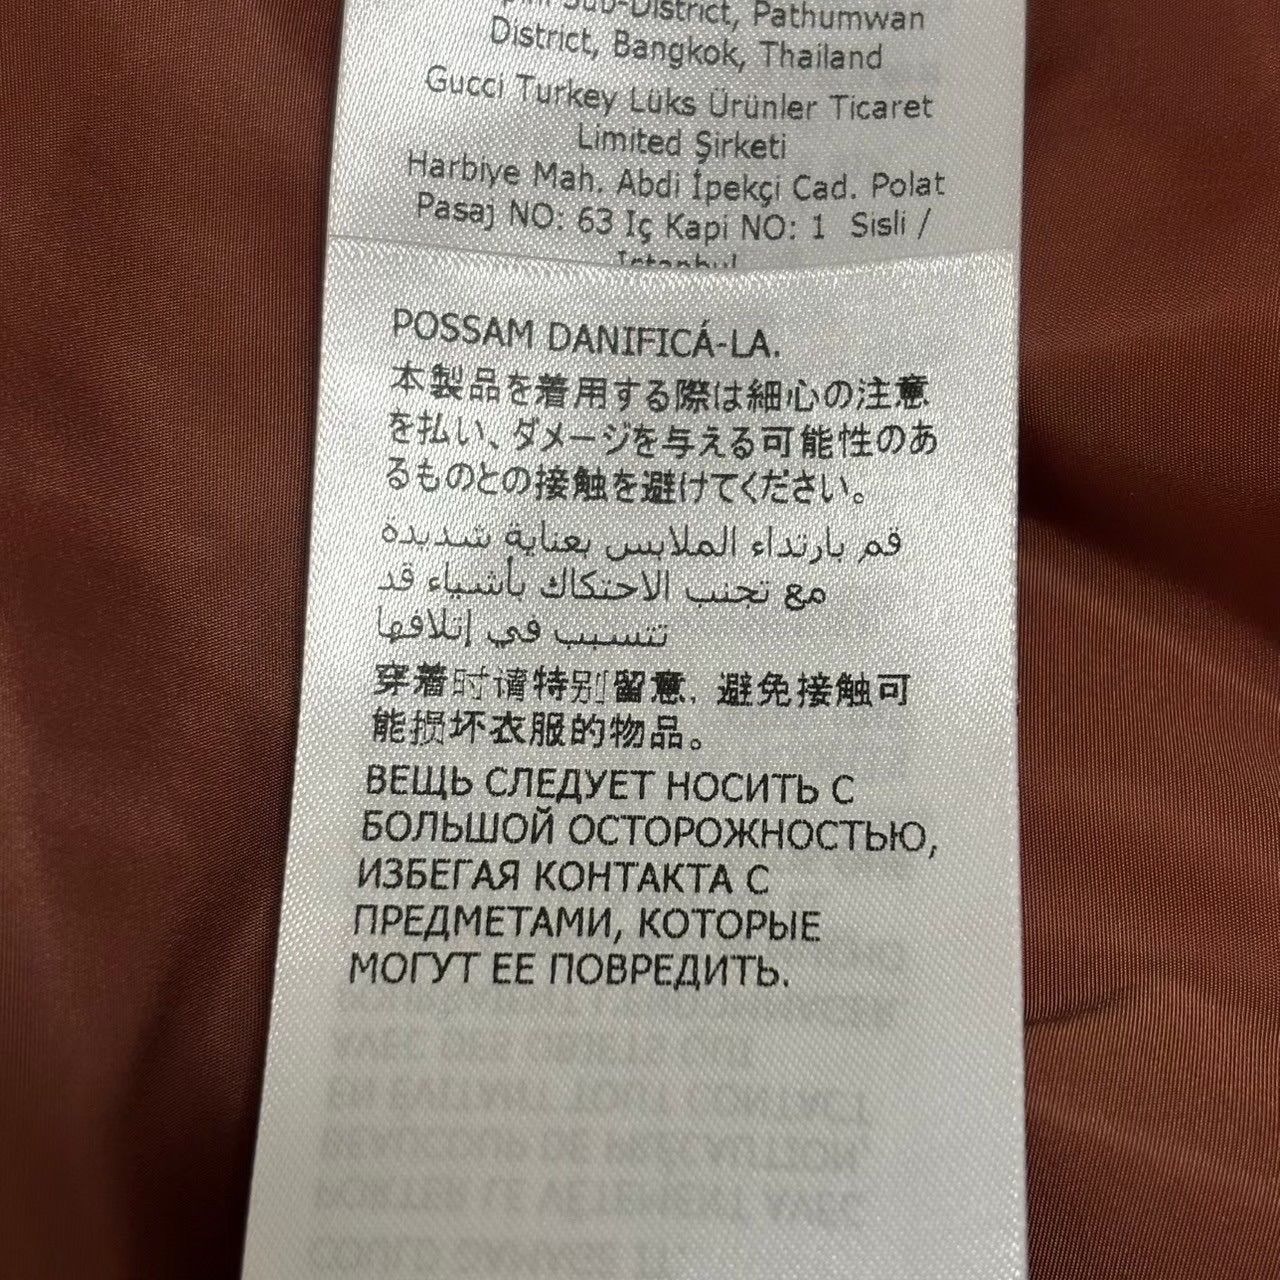 Sub-District, Pathumwan
District, Bangkok, Thailand
Gucci Turkey Lüks Ürünler Ticaret
Limited Şirketi
Harbiye Mah. Abdi İpekçi Cad. Polat
Pasaj NO: 63 Iç Kapi NO: 1 Sisli /
Istanbul
POSSAM DANIFICÁ-LA.
本製品を着用する際は細心の注意
を払い、ダメージを与える可能性のあ
るものとの接触を避けてください。
قم بارتداء الملابس بعناية شديده
مع تجنب الاحتكاك بأشياء قد
تتسبب في إتلافها
穿着时请特别留意，避免接触可
能损坏衣服的物品。
ВЕЩЬ СЛЕДУЕТ НОСИТЬ С
БОЛЬШОЙ ОСТОРОЖНОСТЬЮ,
ИЗБЕГАЯ КОНТАКТА С
ПРЕДМЕТАМИ, КОТОРЫЕ
МОГУТ ЕЕ ПОВРЕДИТЬ.